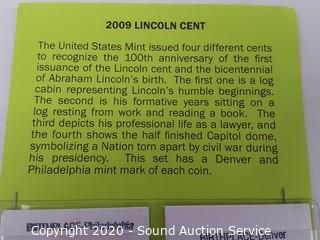 2009 LINCOLN CENT
The United States Mint issued four different cents
to recognize the 100th anniversary of the first
issuance of the Lincoln cent and the bicentennial
of Abraham Lincoln's birth. The first one is a log
cabin representing Lincoln's humble beginnings.
The second is his formative years sitting on a
log resting from work and reading a book. The
third depicts his professional life as a lawyer, and
the fourth shows the half finished Capitol dome,
symbolizing a Nation torn apart by civil war during
his presidency. This set has a Denver and
Philadelphia mint mark of each coin.
BIRTHPLACE-Philadelphia
BIRTHPLACE-Denver
Copyright © 2020 - Sound Auction Service